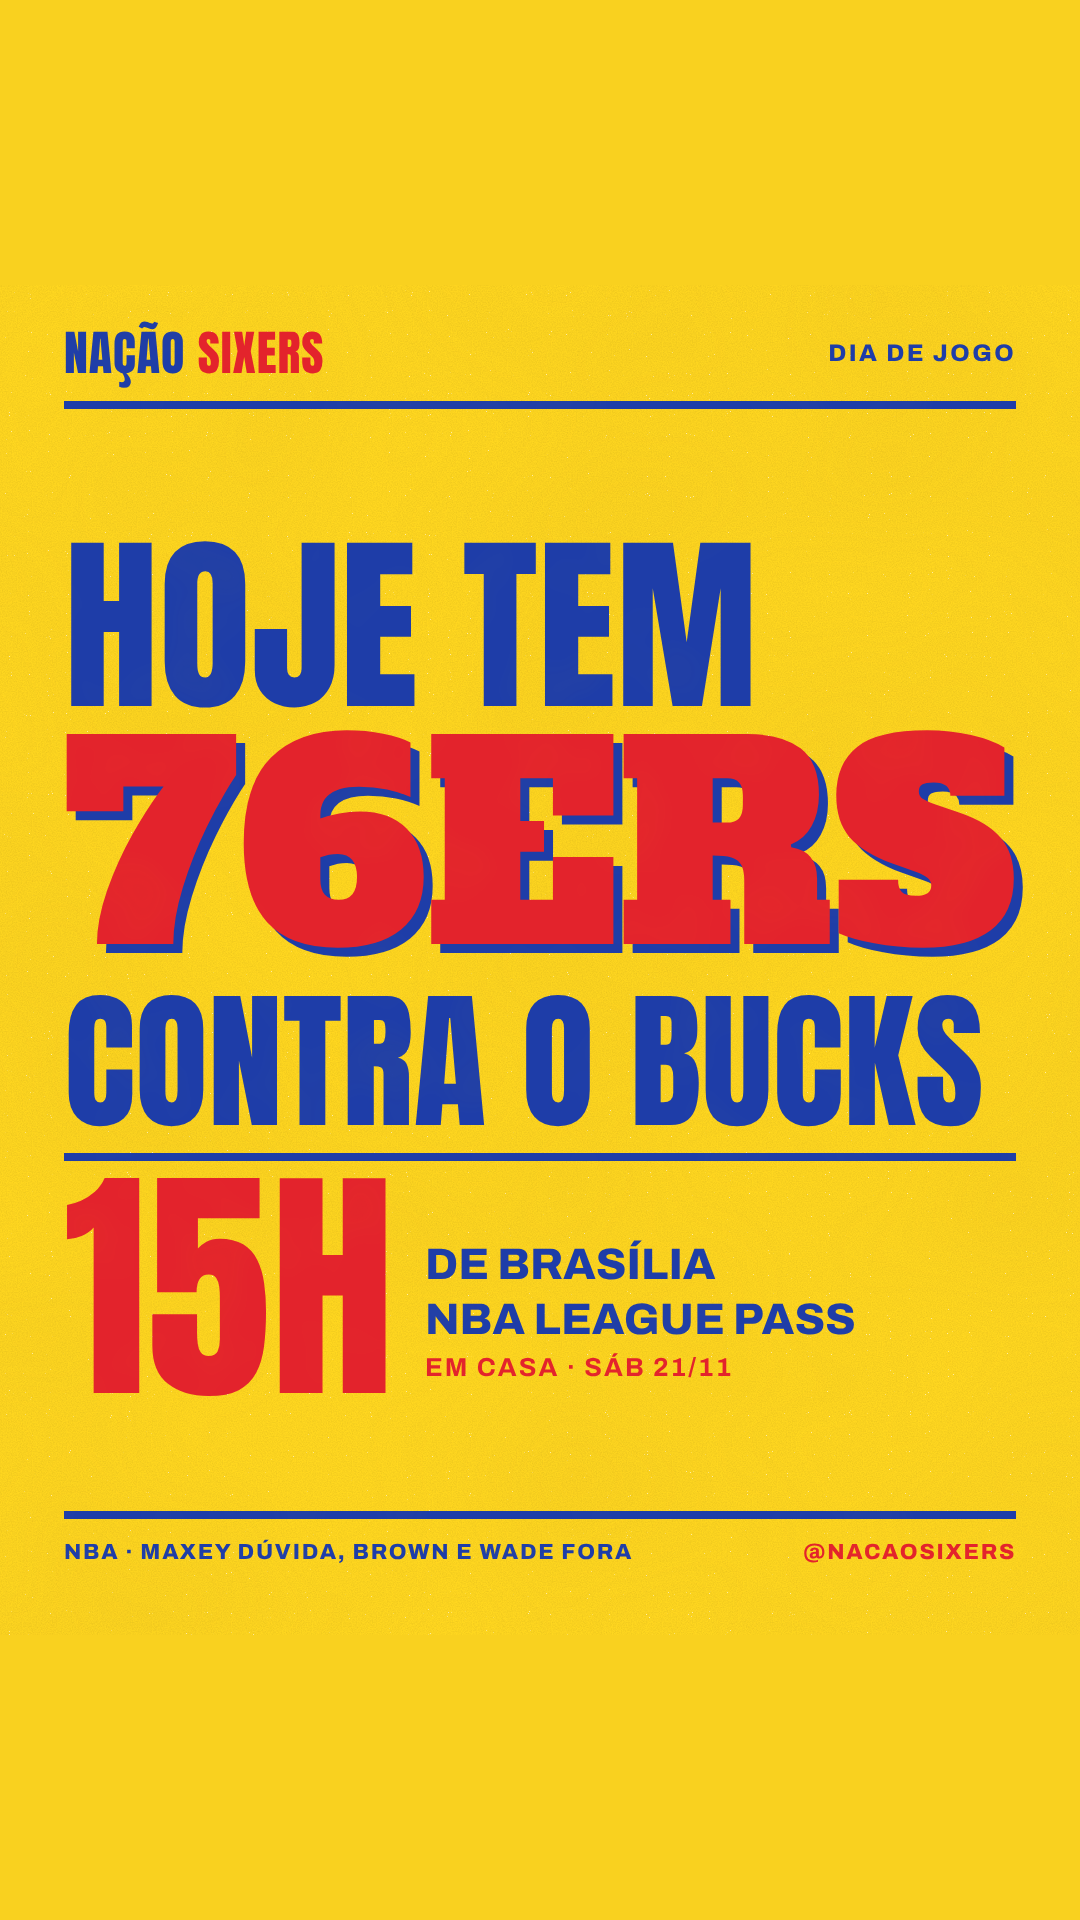 NAÇÃO SIXERS
DIA DE JOGO
HOJE TEM
76ERS
CONTRA O BUCKS
15H
DE BRASÍLIA
NBA LEAGUE PASS
EM CASA · SÁB 21/11
NBA · MAXEY DÚVIDA, BROWN E WADE FORA
@NACAOSIXERS